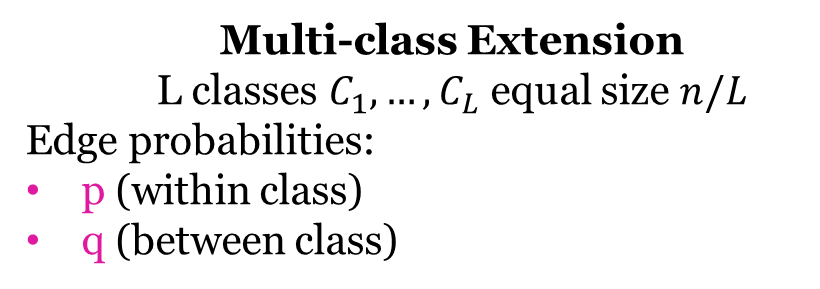 Multi-class Extension
L classes C₁, …, C_L equal size n/L
Edge probabilities:
• p (within class)
• q (between class)